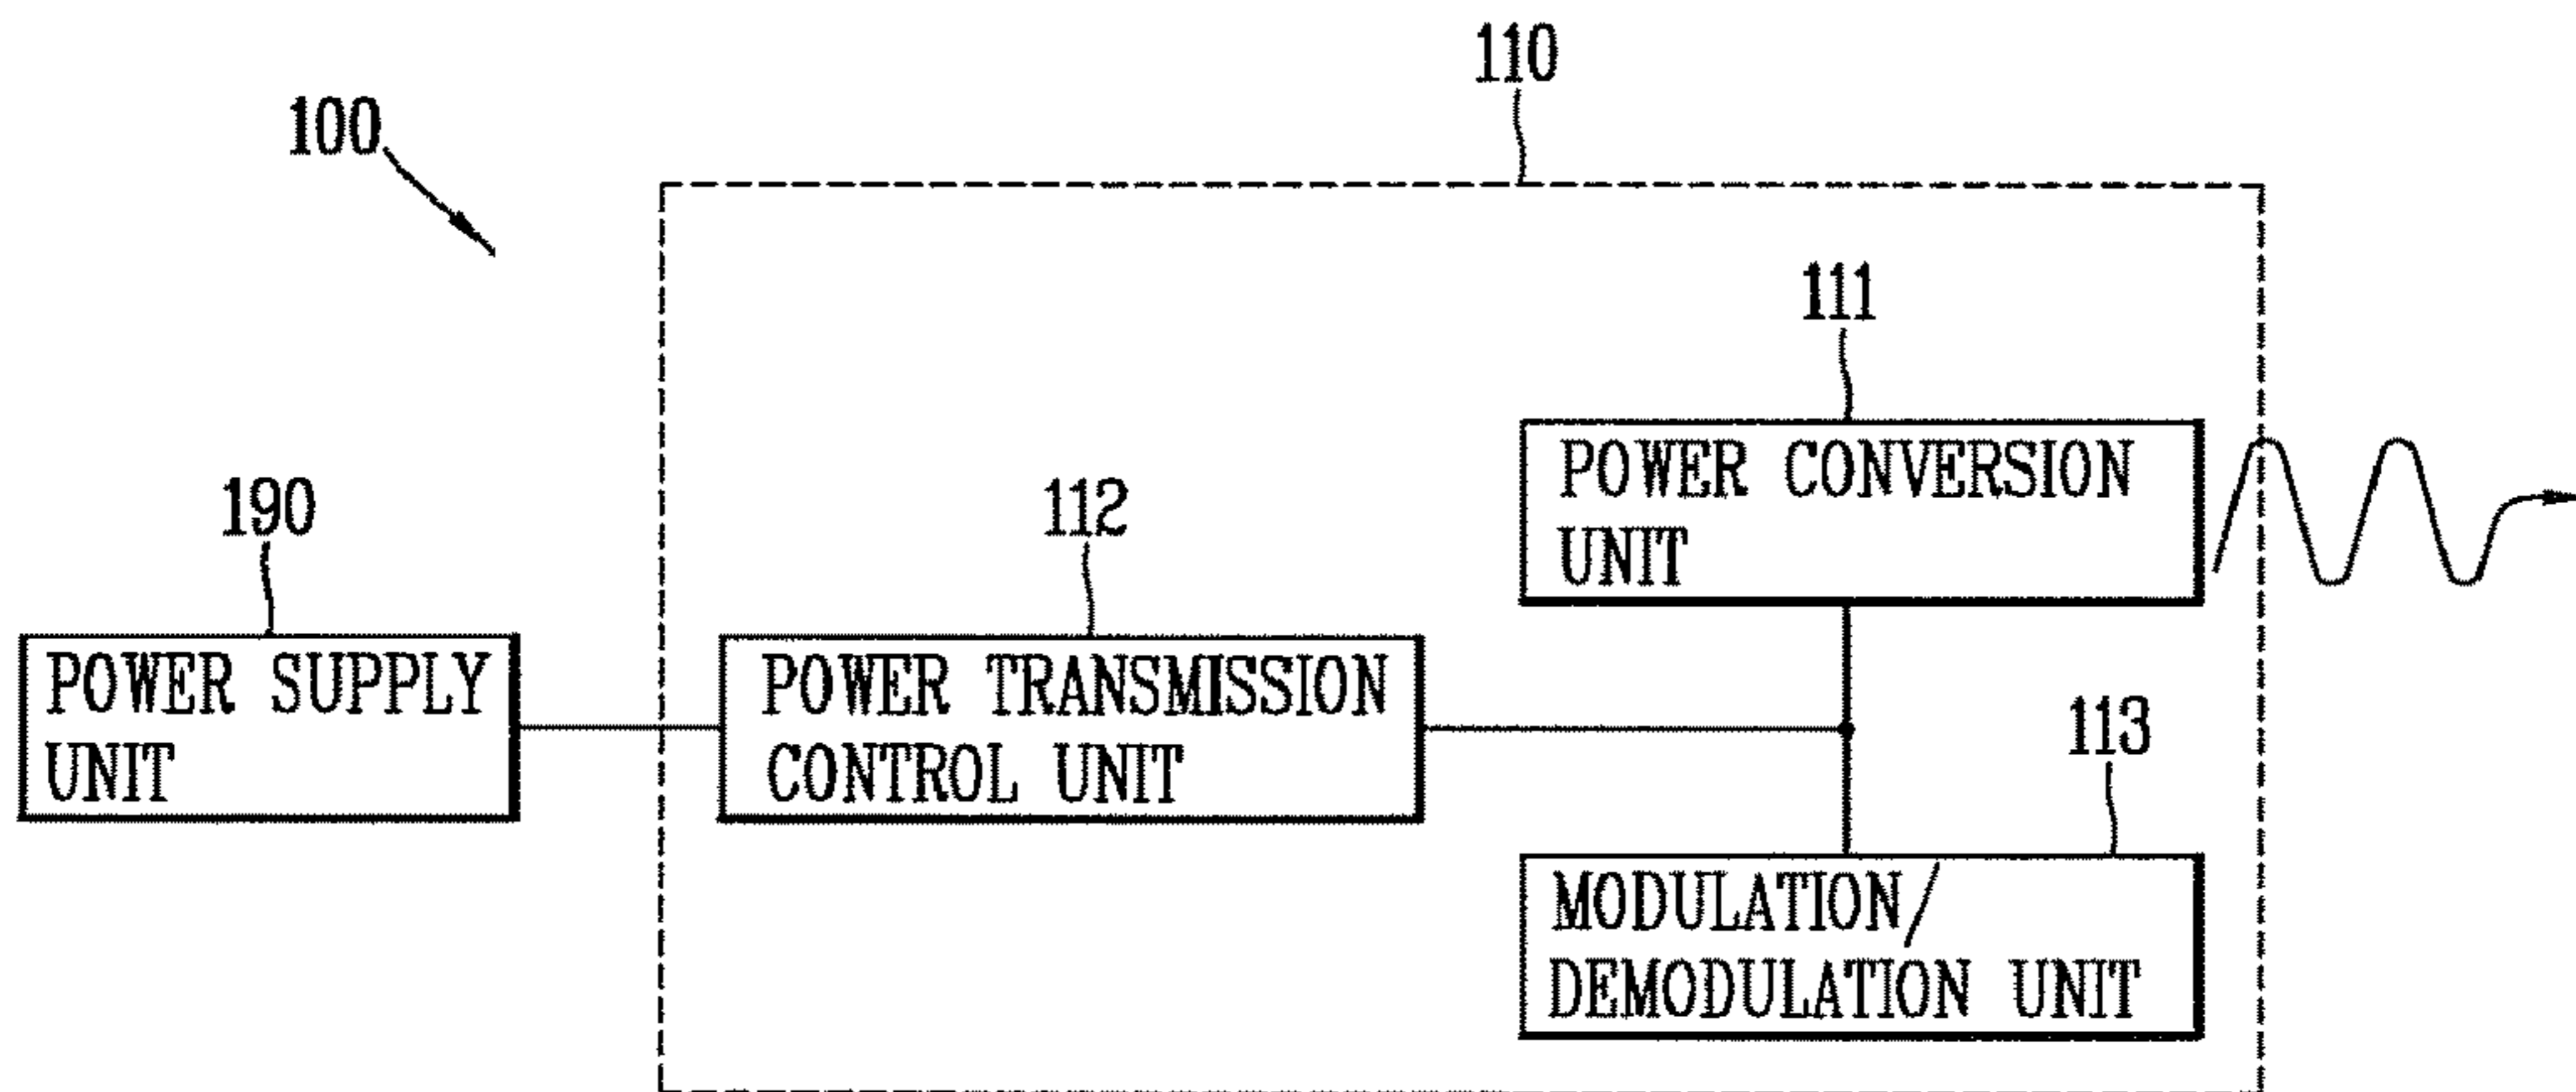 110
100
111
POWER CONVERSION
UNIT
190
112
POWER SUPPLY
UNIT
POWER TRANSMISSION
CONTROL UNIT
113
MODULATION/
DEMODULATION UNIT